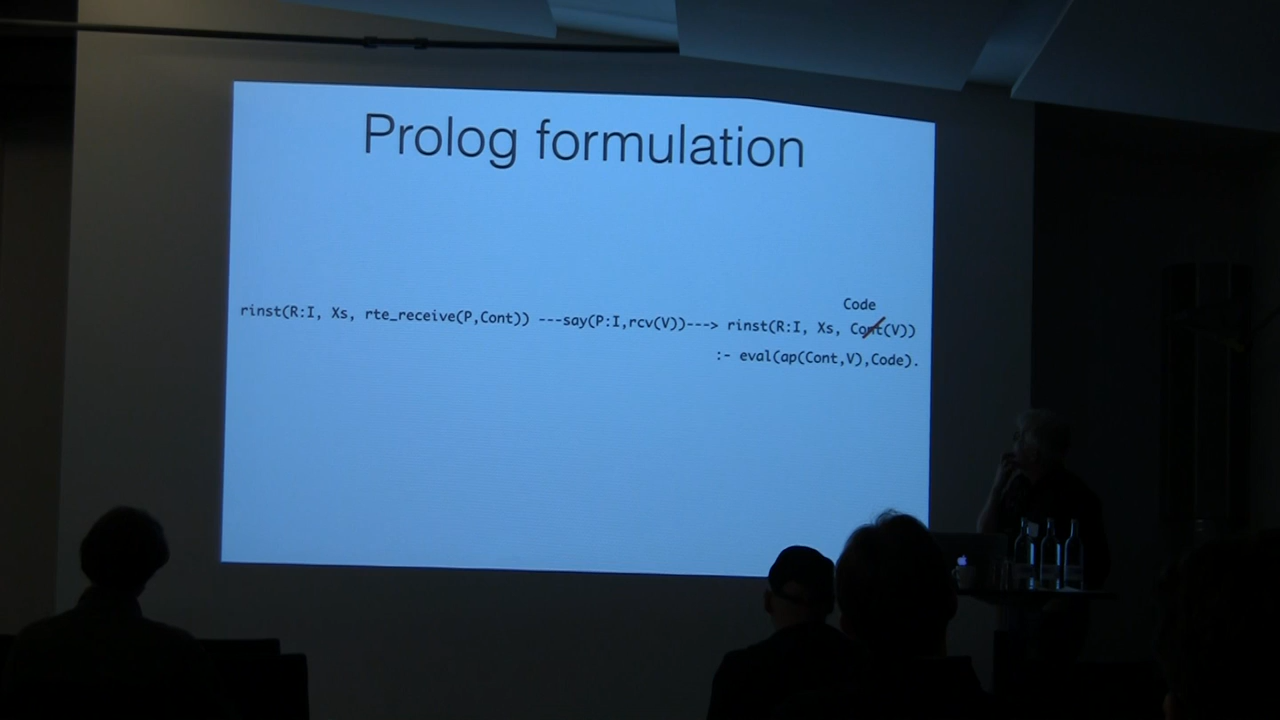 Prolog formulation
Code
rinst(R:I, Xs, rte_receive(P,Cont)) ---say(P:I,rcv(V))---> rinst(R:I, Xs, Cont(V))
:- eval(ap(Cont,V),Code).